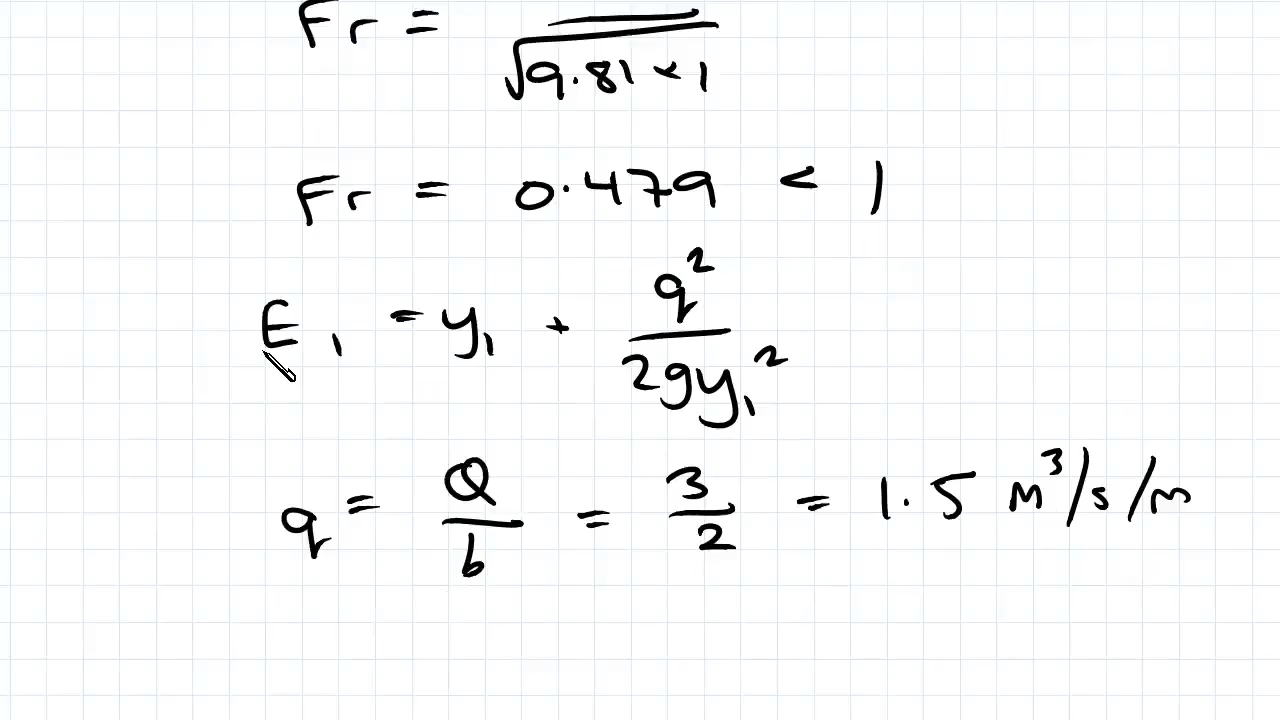 Fr = ―/√(9.81 × 1)
Fr = 0.479 < 1
E₁ = y₁ + q²/2gy₁²
q = Q/b = 3/2 = 1.5 m³/s/m